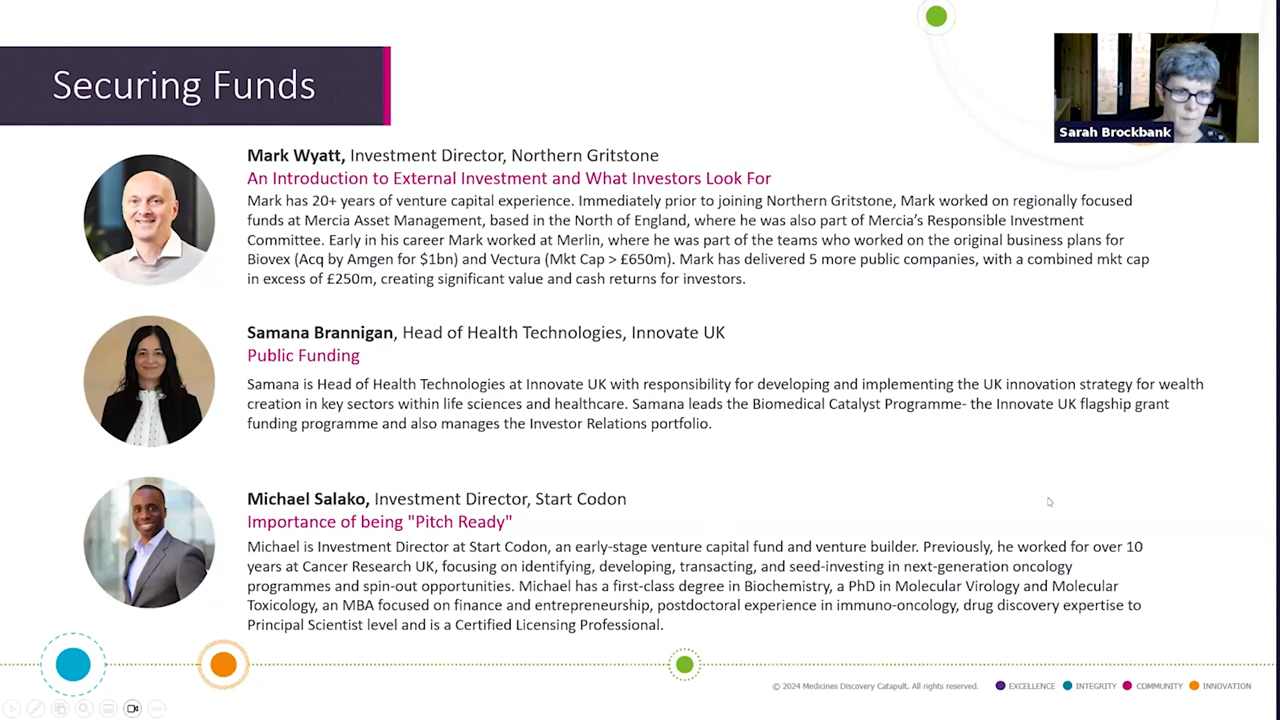 Securing Funds
Sarah Brockbank
Mark Wyatt, Investment Director, Northern Gritstone
An Introduction to External Investment and What Investors Look For
Mark has 20+ years of venture capital experience. Immediately prior to joining Northern Gritstone, Mark worked on regionally focused
funds at Mercia Asset Management, based in the North of England, where he was also part of Mercia’s Responsible Investment
Committee. Early in his career Mark worked at Merlin, where he was part of the teams who worked on the original business plans for
Biovex (Acq by Amgen for $1bn) and Vectura (Mkt Cap > £650m). Mark has delivered 5 more public companies, with a combined mkt cap
in excess of £250m, creating significant value and cash returns for investors.
Samana Brannigan, Head of Health Technologies, Innovate UK
Public Funding
Samana is Head of Health Technologies at Innovate UK with responsibility for developing and implementing the UK innovation strategy for wealth
creation in key sectors within life sciences and healthcare. Samana leads the Biomedical Catalyst Programme- the Innovate UK flagship grant
funding programme and also manages the Investor Relations portfolio.
Michael Salako, Investment Director, Start Codon
Importance of being "Pitch Ready"
Michael is Investment Director at Start Codon, an early-stage venture capital fund and venture builder. Previously, he worked for over 10
years at Cancer Research UK, focusing on identifying, developing, transacting, and seed-investing in next-generation oncology
programmes and spin-out opportunities. Michael has a first-class degree in Biochemistry, a PhD in Molecular Virology and Molecular
Toxicology, an MBA focused on finance and entrepreneurship, postdoctoral experience in immuno-oncology, drug discovery expertise to
Principal Scientist level and is a Certified Licensing Professional.
© 2024 Medicines Discovery Catapult. All rights reserved. EXCELLENCE INTEGRITY COMMUNITY INNOVATION